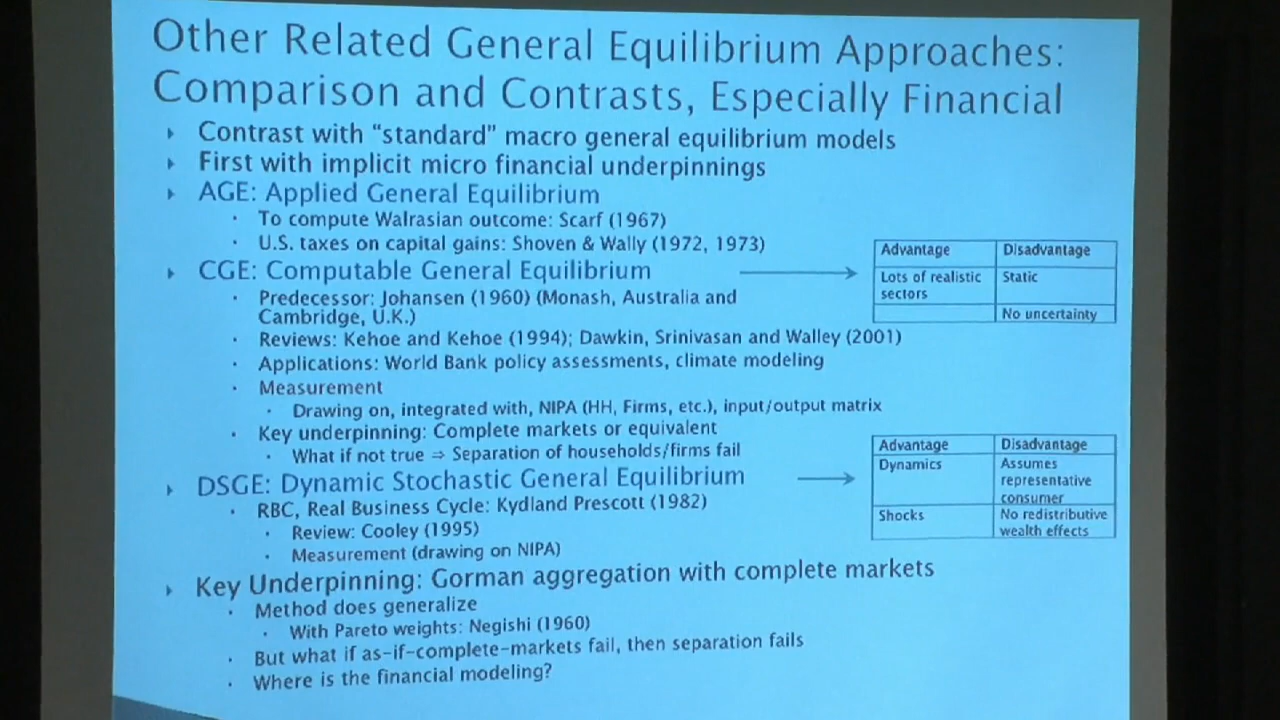 Other Related General Equilibrium Approaches:
Comparison and Contrasts, Especially Financial
Contrast with “standard” macro general equilibrium models
First with implicit micro financial underpinnings
AGE: Applied General Equilibrium
· To compute Walrasian outcome: Scarf (1967)
· U.S. taxes on capital gains: Shoven & Wally (1972, 1973)
CGE: Computable General Equilibrium
Advantage Disadvantage
Lots of realistic Static
sectors
No uncertainty
· Predecessor: Johansen (1960) (Monash, Australia and
Cambridge, U.K.)
· Reviews: Kehoe and Kehoe (1994); Dawkin, Srinivasan and Walley (2001)
· Applications: World Bank policy assessments, climate modeling
· Measurement
· Drawing on, integrated with, NIPA (HH, Firms, etc.), input/output matrix
· Key underpinning: Complete markets or equivalent
· What if not true ⇒ Separation of households/firms fail
DSGE: Dynamic Stochastic General Equilibrium
Advantage Disadvantage
Dynamics Assumes
representative
consumer
Shocks No redistributive
wealth effects
· RBC, Real Business Cycle: Kydland Prescott (1982)
· Review: Cooley (1995)
· Measurement (drawing on NIPA)
Key Underpinning: Gorman aggregation with complete markets
· Method does generalize
· With Pareto weights: Negishi (1960)
· But what if as-if-complete-markets fail, then separation fails
· Where is the financial modeling?